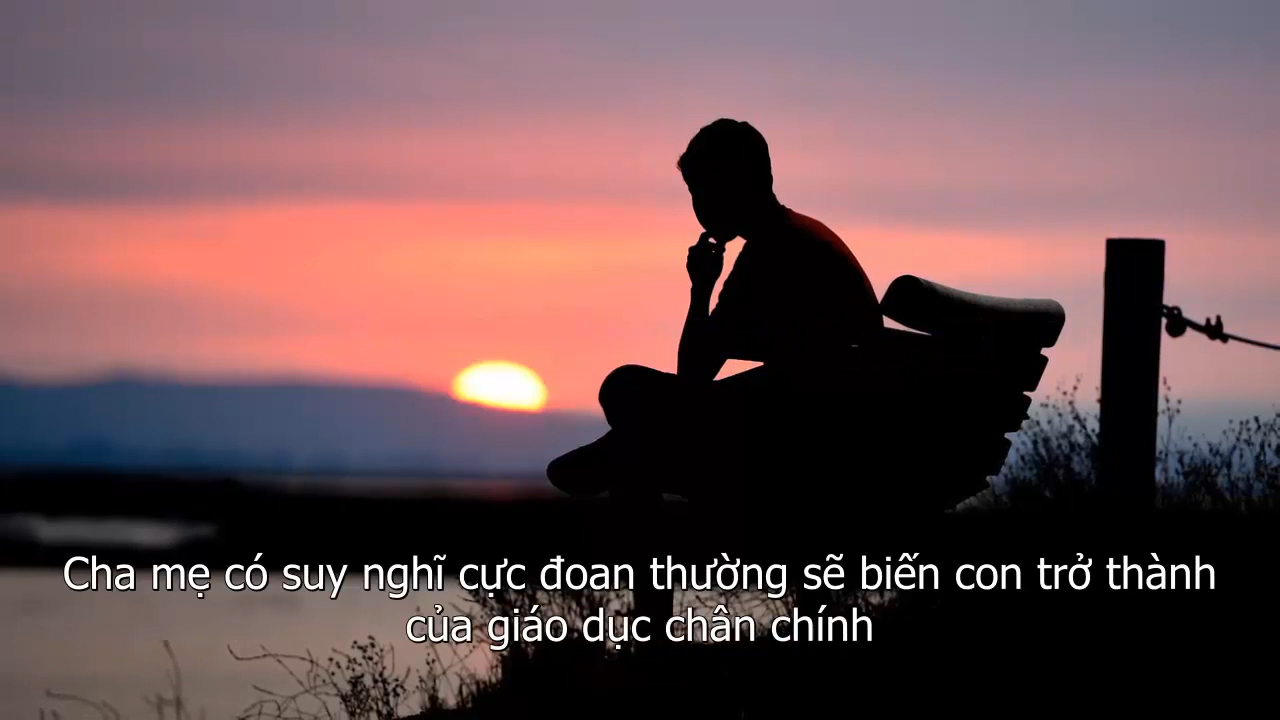 Cha mẹ có suy nghĩ cực đoan thường sẽ biến con trở thành
của giáo dục chân chính